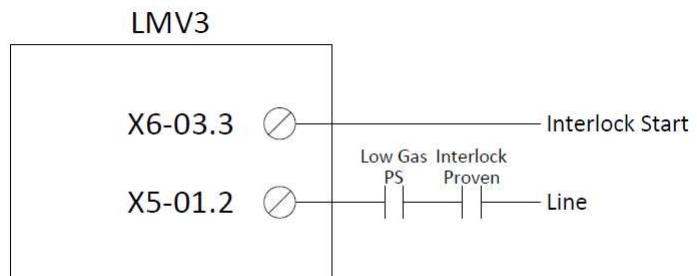 LMV3
X6-03.3
Interlock Start
Low Gas Interlock
PS Proven
X5-01.2
Line